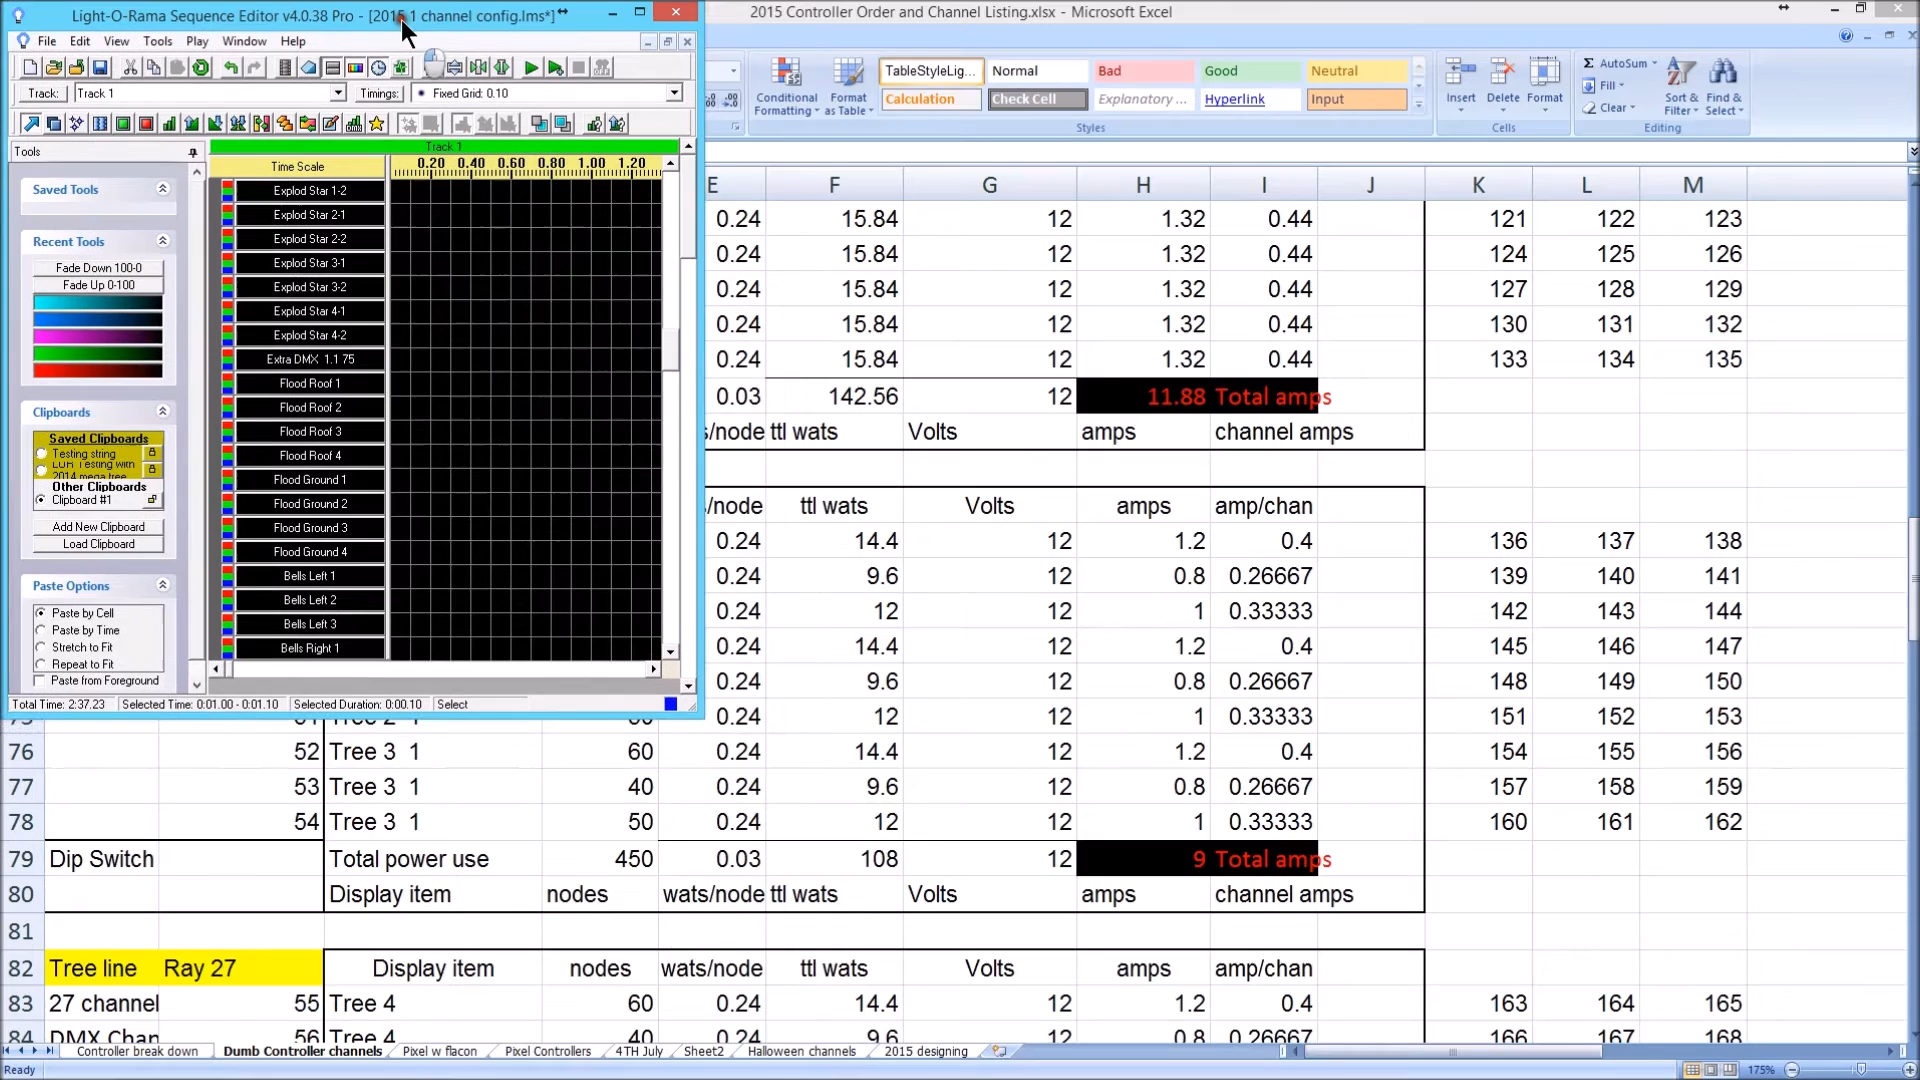 Light-O-Rama Sequence Editor v4.0.38 Pro - [2015 1 channel config.lms*]
2015 Controller Order and Channel Listing.xlsx - Microsoft Excel
File Edit View Tools Play Window Help
Track: Track 1 Timings: Fixed Grid: 0.10
TableStyleLig... Normal Bad Good Neutral
Calculation Check Cell Explanatory ... Hyperlink Input
Conditional Formatting Format as Table
Insert Delete Format
AutoSum
Fill
Clear
Sort & Filter Find & Select
Styles Cells Editing
Tools
Saved Tools
Recent Tools
Fade Down 100-0
Fade Up 0-100
Clipboards
Saved Clipboards
Testing string
LOR Testing with
2014 mega tree
Other Clipboards
Clipboard #1
Add New Clipboard
Load Clipboard
Paste Options
Paste by Cell
Paste by Time
Stretch to Fit
Repeat to Fit
Paste from Foreground
Track 1
Time Scale 0.20 0.40 0.60 0.80 1.00 1.20
Explod Star 1-2
Explod Star 2-1
Explod Star 2-2
Explod Star 3-1
Explod Star 3-2
Explod Star 4-1
Explod Star 4-2
Extra DMX 1.1 75
Flood Roof 1
Flood Roof 2
Flood Roof 3
Flood Roof 4
Flood Ground 1
Flood Ground 2
Flood Ground 3
Flood Ground 4
Bells Left 1
Bells Left 2
Bells Left 3
Bells Right 1
Total Time: 2:37.23 Selected Time: 0:01.00 - 0:01.10 Selected Duration: 0:00.10 Select
E F G H I J K L M
0.24 15.84 12 1.32 0.44 121 122 123
0.24 15.84 12 1.32 0.44 124 125 126
0.24 15.84 12 1.32 0.44 127 128 129
0.24 15.84 12 1.32 0.44 130 131 132
0.24 15.84 12 1.32 0.44 133 134 135
0.03 142.56 12 11.88 Total amps
s/node ttl wats Volts amps channel amps
s/node ttl wats Volts amps amp/chan
0.24 14.4 12 1.2 0.4 136 137 138
0.24 9.6 12 0.8 0.26667 139 140 141
0.24 12 12 1 0.33333 142 143 144
0.24 14.4 12 1.2 0.4 145 146 147
0.24 9.6 12 0.8 0.26667 148 149 150
0.24 12 12 1 0.33333 151 152 153
76 52 Tree 3 1 60 0.24 14.4 12 1.2 0.4 154 155 156
77 53 Tree 3 1 40 0.24 9.6 12 0.8 0.26667 157 158 159
78 54 Tree 3 1 50 0.24 12 12 1 0.33333 160 161 162
79 Dip Switch Total power use 450 0.03 108 12 9 Total amps
80 Display item nodes wats/node ttl wats Volts amps channel amps
81
82 Tree line Ray 27 Display item nodes wats/node ttl wats Volts amps amp/chan
83 27 channel 55 Tree 4 60 0.24 14.4 12 1.2 0.4 163 164 165
84 DMX Chan 56 Tree 4 40 0.24 9.6 12 0.8 0.26667 166 167 168
Controller break down Dumb Controller channels Pixel w flacon Pixel Controllers 4TH July Sheet2 Halloween channels 2015 designing
Ready 175%